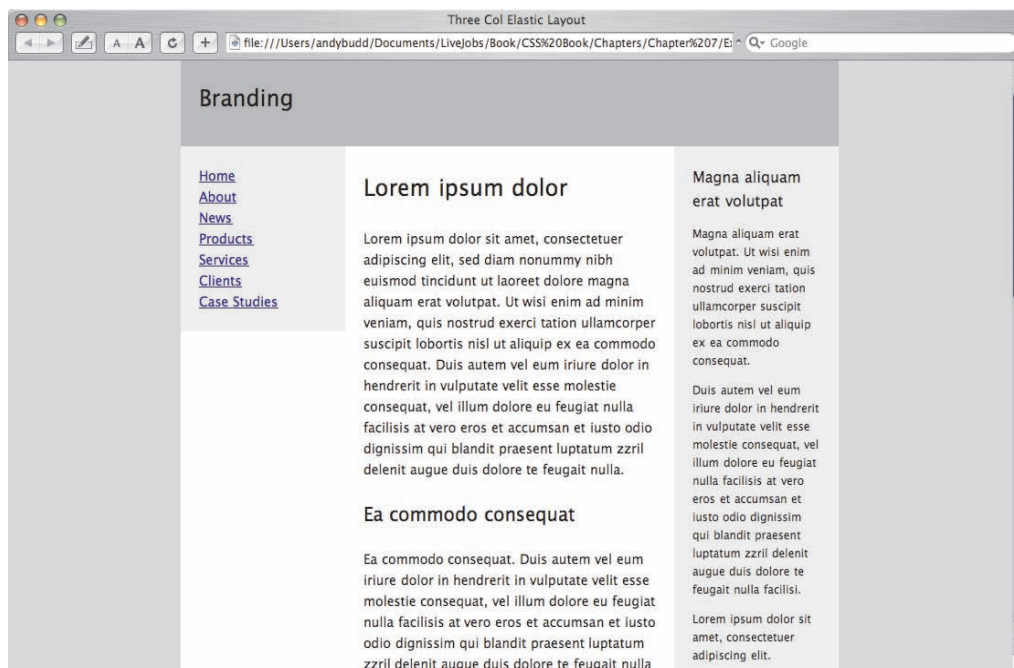 Three Col Elastic Layout
A A C + file:///Users/andybudd/Documents/LiveJobs/Book/CSS%20Book/Chapters/Chapter%207/E: Google
Branding
Home
About
News
Products
Services
Clients
Case Studies
Lorem ipsum dolor
Lorem ipsum dolor sit amet, consectetuer
adipiscing elit, sed diam nonummy nibh
euismod tincidunt ut laoreet dolore magna
aliquam erat volutpat. Ut wisi enim ad minim
veniam, quis nostrud exerci tation ullamcorper
suscipit lobortis nisl ut aliquip ex ea commodo
consequat. Duis autem vel eum iriure dolor in
hendrerit in vulputate velit esse molestie
consequat, vel illum dolore eu feugiat nulla
facilisis at vero eros et accumsan et iusto odio
dignissim qui blandit praesent luptatum zzril
delenit augue duis dolore te feugait nulla.
Ea commodo consequat
Ea commodo consequat. Duis autem vel eum
iriure dolor in hendrerit in vulputate velit esse
molestie consequat, vel illum dolore eu feugiat
nulla facilisis at vero eros et accumsan et iusto
odio dignissim qui blandit praesent luptatum
zzril delenit augue duis dolore te feugait nulla
Magna aliquam
erat volutpat
Magna aliquam erat
volutpat. Ut wisi enim
ad minim veniam, quis
nostrud exerci tation
ullamcorper suscipit
lobortis nisl ut aliquip
ex ea commodo
consequat.
Duis autem vel eum
iriure dolor in hendrerit
in vulputate velit esse
molestie consequat, vel
illum dolore eu feugiat
nulla facilisis at vero
eros et accumsan et
iusto odio dignissim
qui blandit praesent
luptatum zzril delenit
augue duis dolore te
feugait nulla facilisi.
Lorem ipsum dolor sit
amet, consectetuer
adipiscing elit.